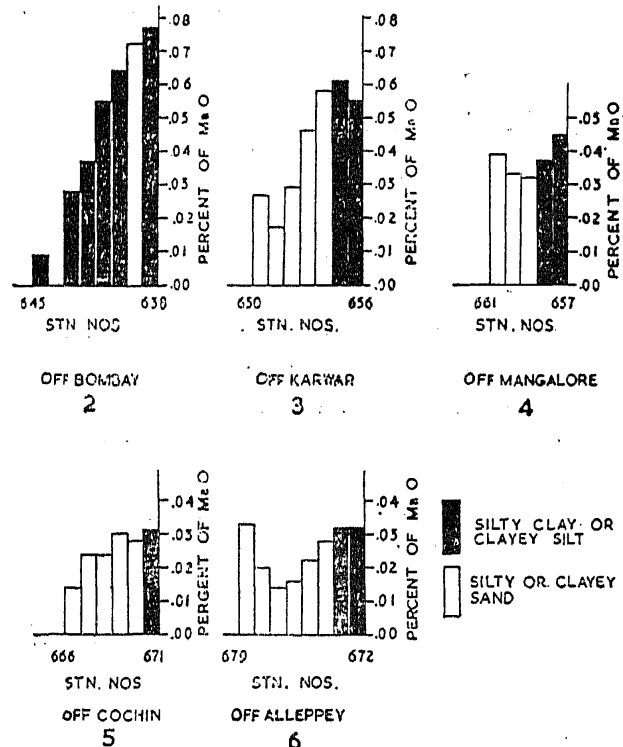 .08
.07
.06
.05
.04
.03
.02
.01
.00
PERCENT OF MnO
645 638
STN NOS
OFF BOMBAY
2
.08
.07
.06
.05
.04
.03
.02
.01
.00
PERCENT OF MnO
650 656
STN. NOS.
OFF KARWAR
3
.05
.04
.03
.02
.01
.00
PERCENT OF MnO
661 657
STN. NOS.
OFF MANGALORE
4
.04
.03
.02
.01
.00
PERCENT OF MnO
666 671
STN. NOS
OFF COCHIN
5
.04
.03
.02
.01
.00
PERCENT OF MnO
679 672
STN. NOS.
OFF ALLEPPEY
6
SILTY CLAY OR
CLAYEY SILT
SILTY OR CLAYEY
SAND